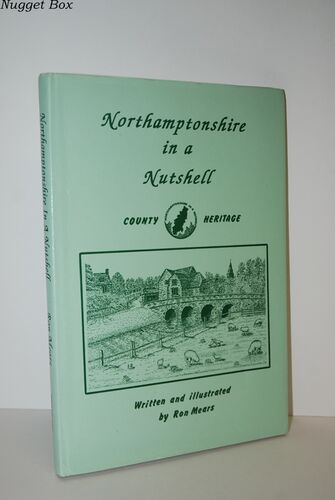 Nugget Box
Northamptonshire
in a
Nutshell
COUNTY HERITAGE
Written and illustrated
by Ron Mears
Northamptonshire In A Nutshell Ron Mears